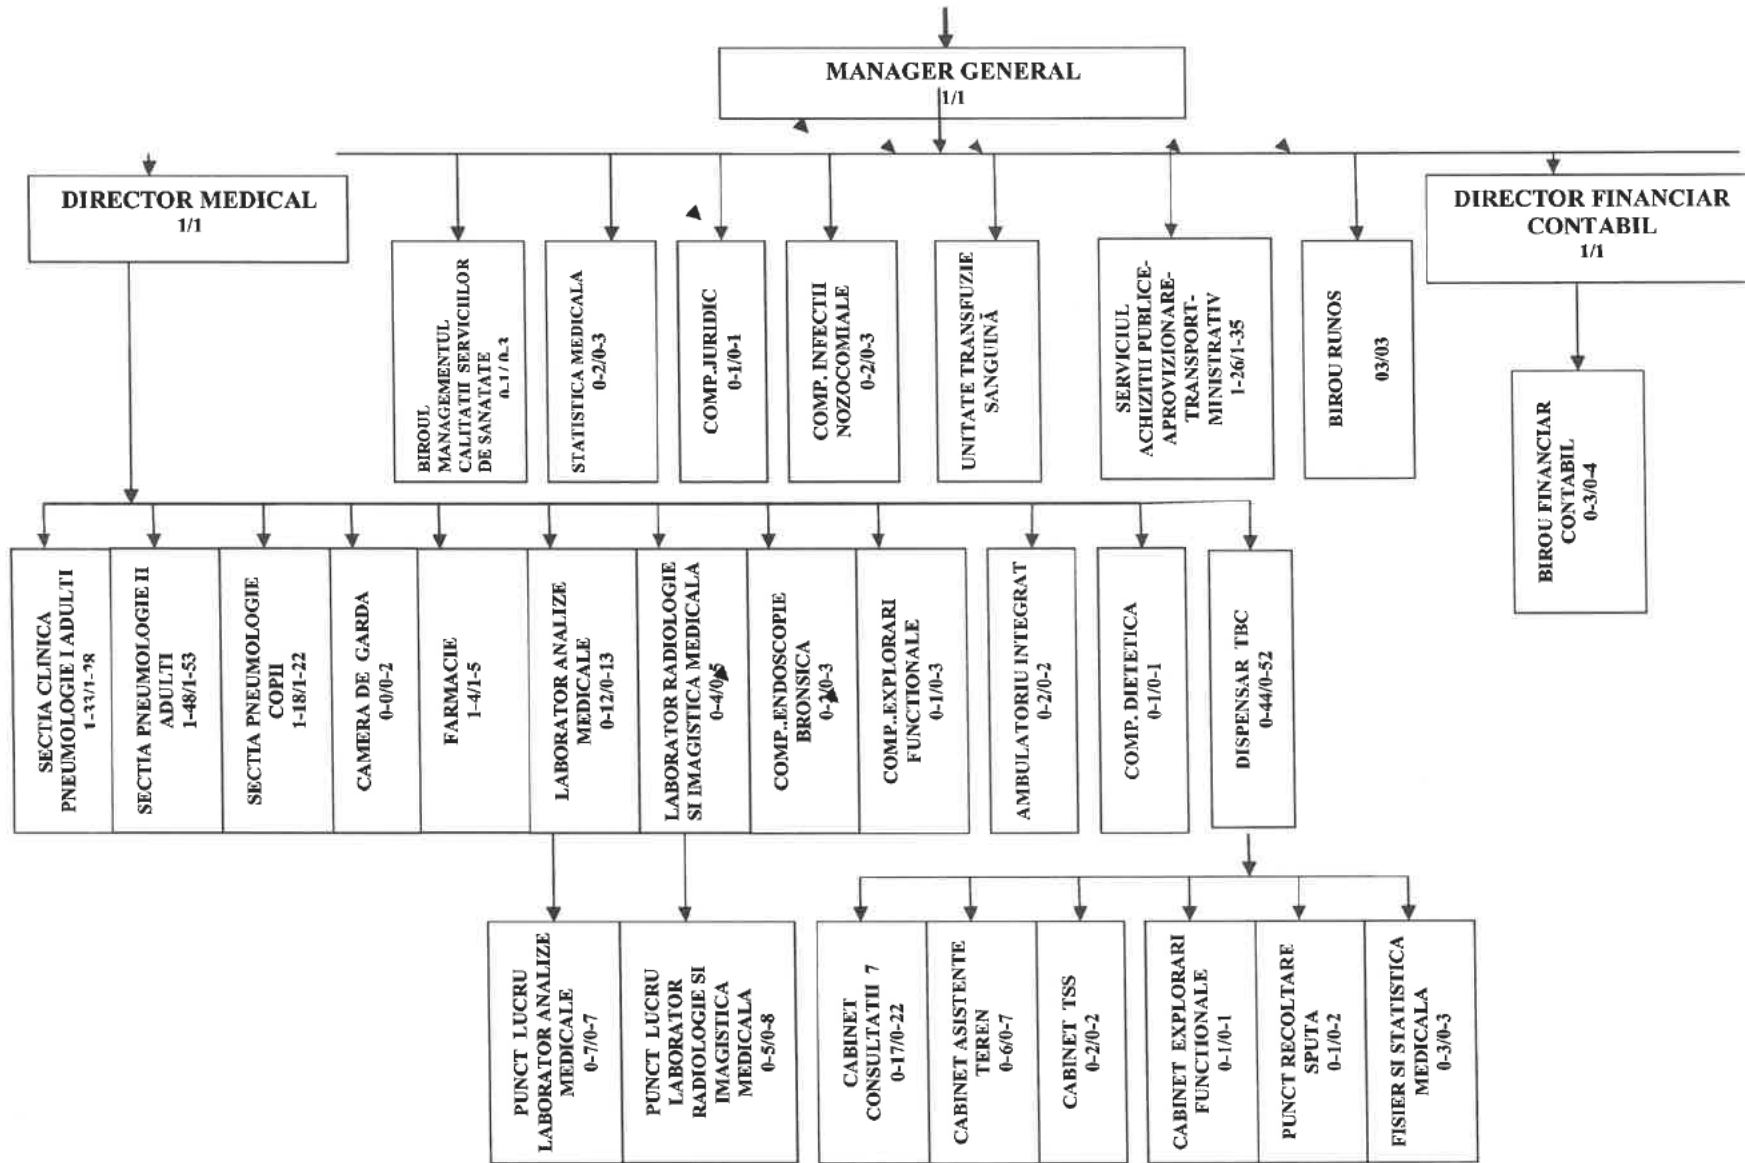 MANAGER GENERAL
1/1
DIRECTOR MEDICAL
1/1
DIRECTOR FINANCIAR
CONTABIL
1/1
BIROUL
MANAGEMENTUL
CALITATII SERVICIILOR
DE SANATATE
STATISTICA MEDICALA
0-2/0-3
COMP.JURIDIC
0-1/0-1
COMP. INFECTII
NOZOCOMIALE
0-2/0-3
UNITATE TRANSFUZIE
SANGUINĂ
SERVICIUL
ACHIZITII PUBLICE-
APROVIZIONARE-
TRANSPORT-
MINISTRATIV
1-26/1-35
BIROU RUNOS
03/03
BIROU FINANCIAR
CONTABIL
0-3/0-4
SECTIA CLINICA
PNEUMOLOGIE I ADULTI
SECTIA PNEUMOLOGIE II
ADULTI
1-48/1-53
SECTIA PNEUMOLOGIE
COPII
1-18/1-22
CAMERA DE GARDA
0-0/0-2
FARMACIE
1-4/1-5
LABORATOR ANALIZE
MEDICALE
0-12/0-13
LABORATOR RADIOLOGIE
SI IMAGISTICA MEDICALA
0-4/0-5
COMP..ENDOSCOPIE
BRONSICA
0-2/0-3
COMP..EXPLORARI
FUNCTIONALE
0-1/0-3
AMBULATORIU INTEGRAT
0-2/0-2
COMP. DIETETICA
0-1/0-1
DISPENSAR TBC
0-44/0-52
PUNCT LUCRU
LABORATOR ANALIZE
MEDICALE
0-7/0-7
PUNCT LUCRU
LABORATOR
RADIOLOGIE SI
IMAGISTICA
MEDICALA
0-5/0-8
CABINET
CONSULTATII 7
0-17/0-22
CABINET ASISTENTE
TEREN
0-6/0-7
CABINET TSS
0-2/0-2
CABINET EXPLORARI
FUNCTIONALE
0-1/0-1
PUNCT RECOLTARE
SPUTA
0-1/0-2
FISIER SI STATISTICA
MEDICALA
0-3/0-3